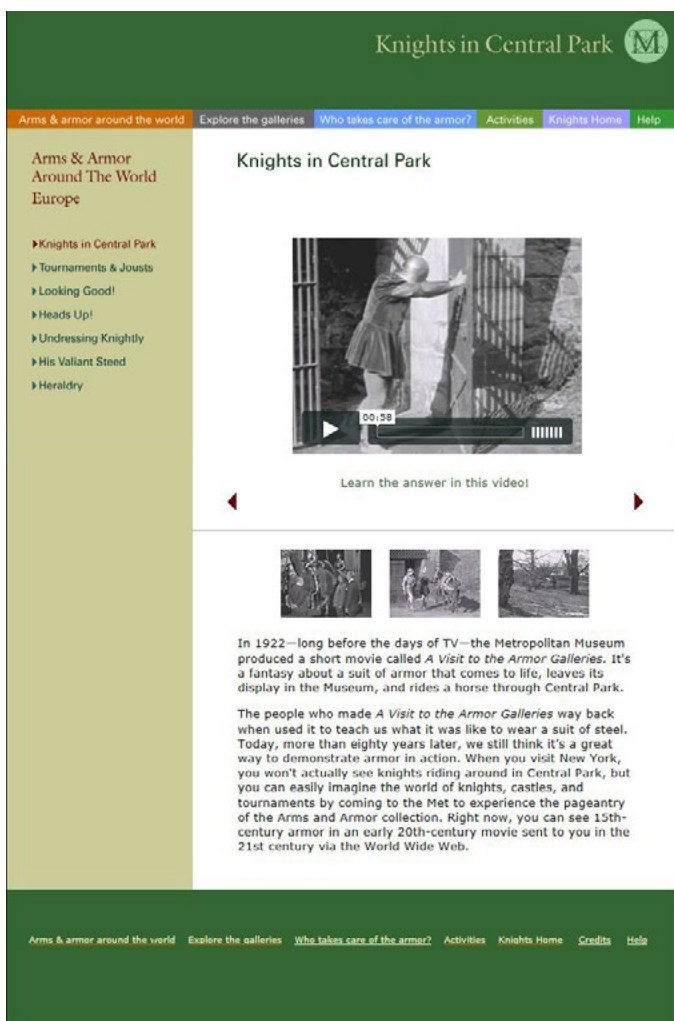 Knights in Central Park M
Arms & armor around the world Explore the galleries Who takes care of the armor? Activities Knights Home Help
Arms & Armor
Around The World
Europe
Knights in Central Park
Tournaments & Jousts
Looking Good!
Heads Up!
Undressing Knightly
His Valiant Steed
Heraldry
Knights in Central Park
00:58
Learn the answer in this video!
In 1922—long before the days of TV—the Metropolitan Museum
produced a short movie called A Visit to the Armor Galleries. It's
a fantasy about a suit of armor that comes to life, leaves its
display in the Museum, and rides a horse through Central Park.
The people who made A Visit to the Armor Galleries way back
when used it to teach us what it was like to wear a suit of steel.
Today, more than eighty years later, we still think it's a great
way to demonstrate armor in action. When you visit New York,
you won't actually see knights riding around in Central Park, but
you can easily imagine the world of knights, castles, and
tournaments by coming to the Met to experience the pageantry
of the Arms and Armor collection. Right now, you can see 15th-
century armor in an early 20th-century movie sent to you in the
21st century via the World Wide Web.
Arms & armor around the world Explore the galleries Who takes care of the armor? Activities Knights Home Credits Help